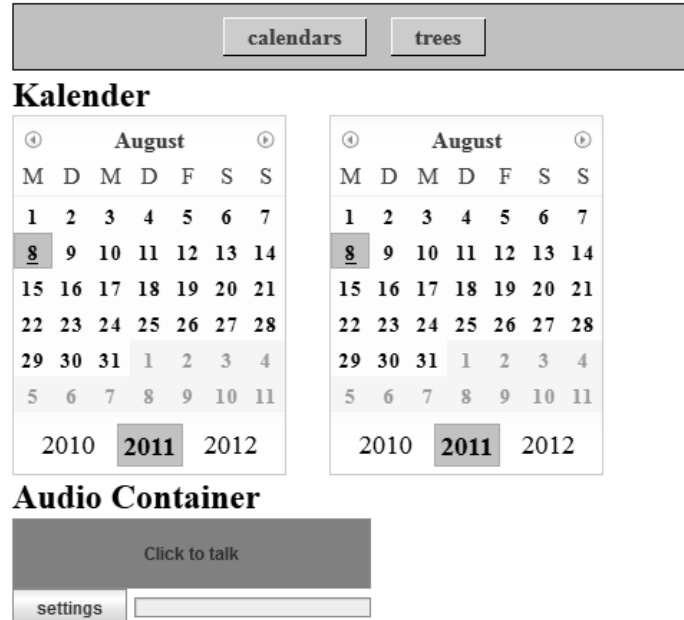 calendars trees
Kalender
August
M D M D F S S
1 2 3 4 5 6 7
8 9 10 11 12 13 14
15 16 17 18 19 20 21
22 23 24 25 26 27 28
29 30 31 1 2 3 4
5 6 7 8 9 10 11
2010 2011 2012
August
M D M D F S S
1 2 3 4 5 6 7
8 9 10 11 12 13 14
15 16 17 18 19 20 21
22 23 24 25 26 27 28
29 30 31 1 2 3 4
5 6 7 8 9 10 11
2010 2011 2012
Audio Container
Click to talk
settings